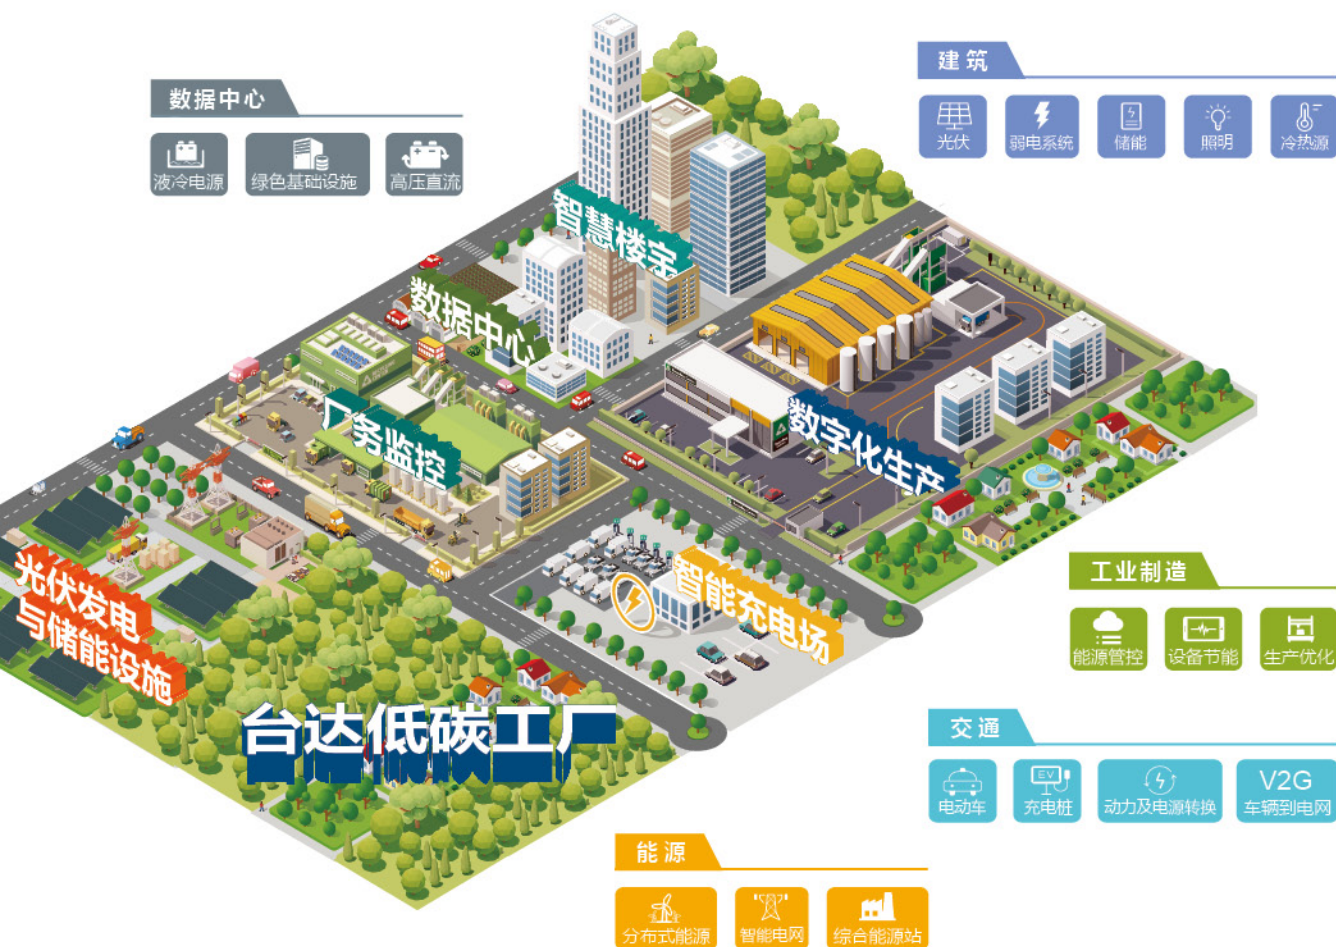 建筑
光伏
弱电系统
储能
照明
冷热源
数据中心
液冷电源
绿色基础设施
高压直流
智慧楼宇
数据中心
厂务监控
数字化生产
光伏发电
与储能设施
智能充电场
台达低碳工厂
工业制造
能源管控
设备节能
生产优化
交通
电动车
EV
充电桩
动力及电源转换
V2G
车辆到电网
能源
分布式能源
智能电网
综合能源站